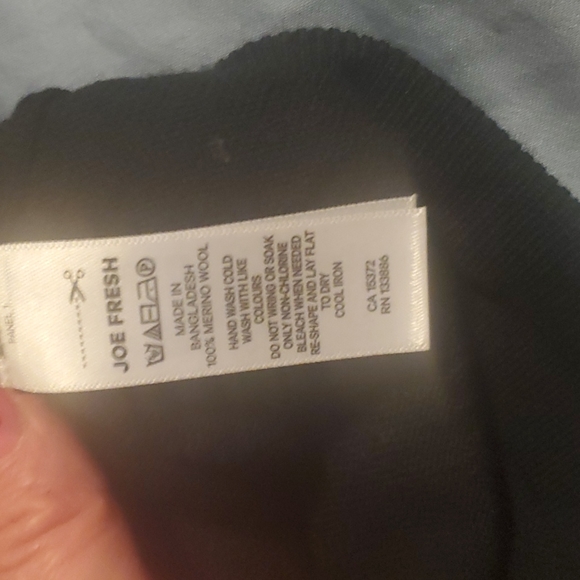 JOE FRESH
MADE IN
BANGLADESH
100% MERINO WOOL
HAND WASH COLD
WASH WITH LIKE
COLOURS
DO NOT WRING OR SOAK
ONLY NON-CHLORINE
BLEACH WHEN NEEDED
RE-SHAPE AND LAY FLAT
TO DRY
COOL IRON
CA 15372
RN 133886